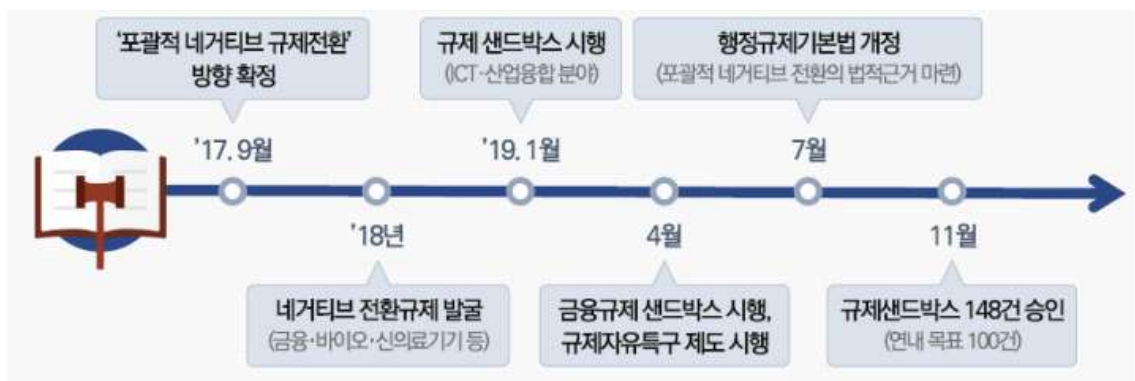 '포괄적 네거티브 규제전환'
방향 확정
규제 샌드박스 시행
(ICT·산업융합 분야)
행정규제기본법 개정
(포괄적 네거티브 전환의 법적근거 마련)
'17. 9월
'19. 1월
7월
'18년
4월
11월
네거티브 전환규제 발굴
(금융·바이오·신의료기기 등)
금융규제 샌드박스 시행,
규제자유특구 제도 시행
규제샌드박스 148건 승인
(연내 목표 100건)